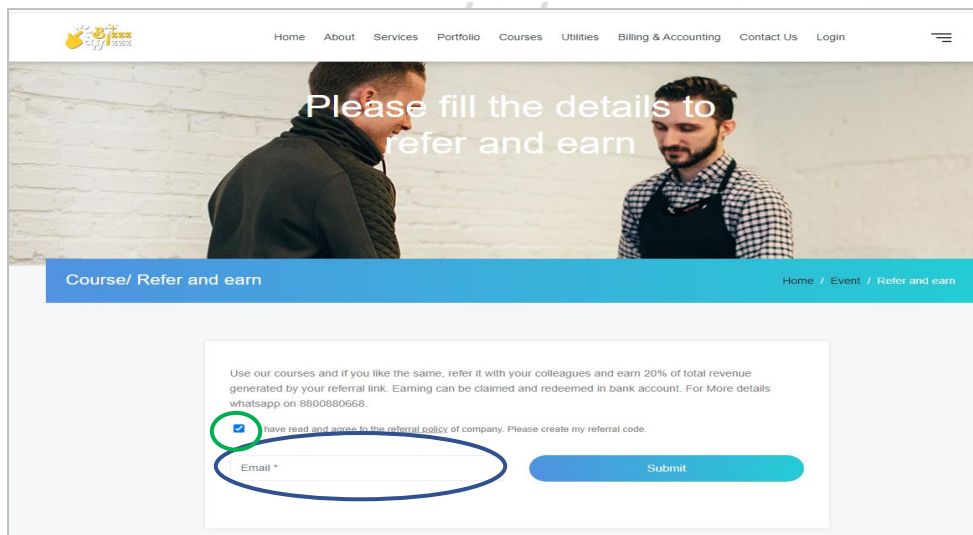 Bizzz
Wizzz
Home About Services Portfolio Courses Utilities Billing & Accounting Contact Us Login
Please fill the details to
refer and earn
Course/ Refer and earn
Home / Event / Refer and earn
Use our courses and if you like the same, refer it with your colleagues and earn 20% of total revenue
generated by your referral link. Earning can be claimed and redeemed in bank account. For More details
whatsapp on 8800880668.
have read and agree to the referral policy of company. Please create my referral code.
Email *
Submit